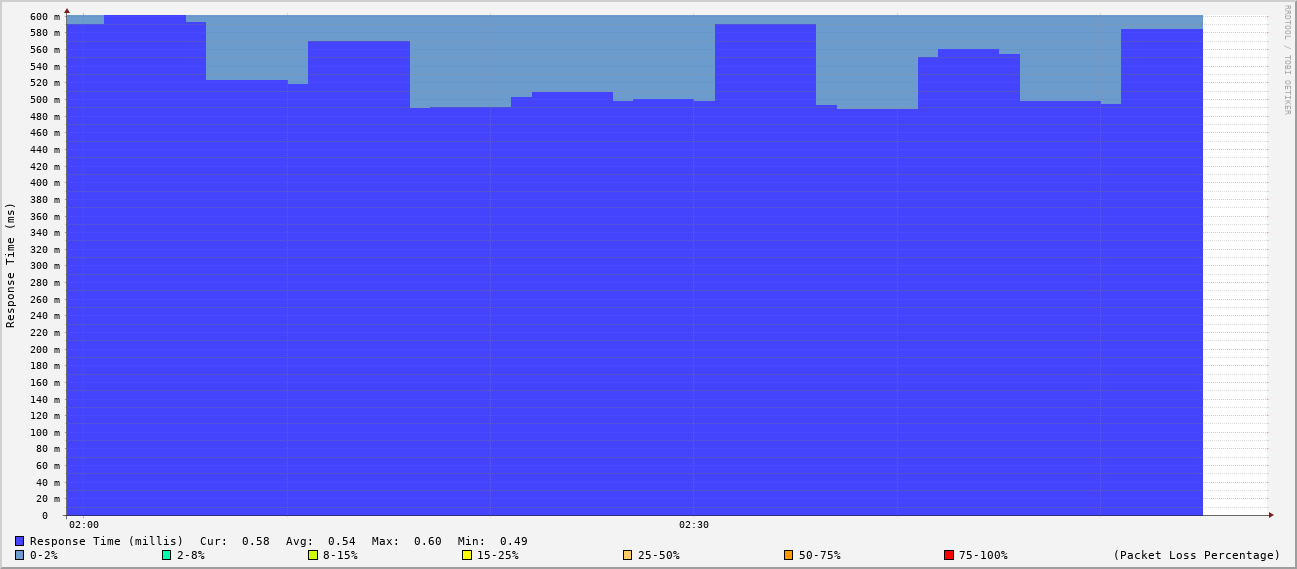 RRDTOOL / TOBI OETIKER
Response Time (ms)
600 m
580 m
560 m
540 m
520 m
500 m
480 m
460 m
440 m
420 m
400 m
380 m
360 m
340 m
320 m
300 m
280 m
260 m
240 m
220 m
200 m
180 m
160 m
140 m
120 m
100 m
80 m
60 m
40 m
20 m
0
02:00 02:30
Response Time (millis) Cur: 0.58 Avg: 0.54 Max: 0.60 Min: 0.49
0-2% 2-8% 8-15% 15-25% 25-50% 50-75% 75-100% (Packet Loss Percentage)